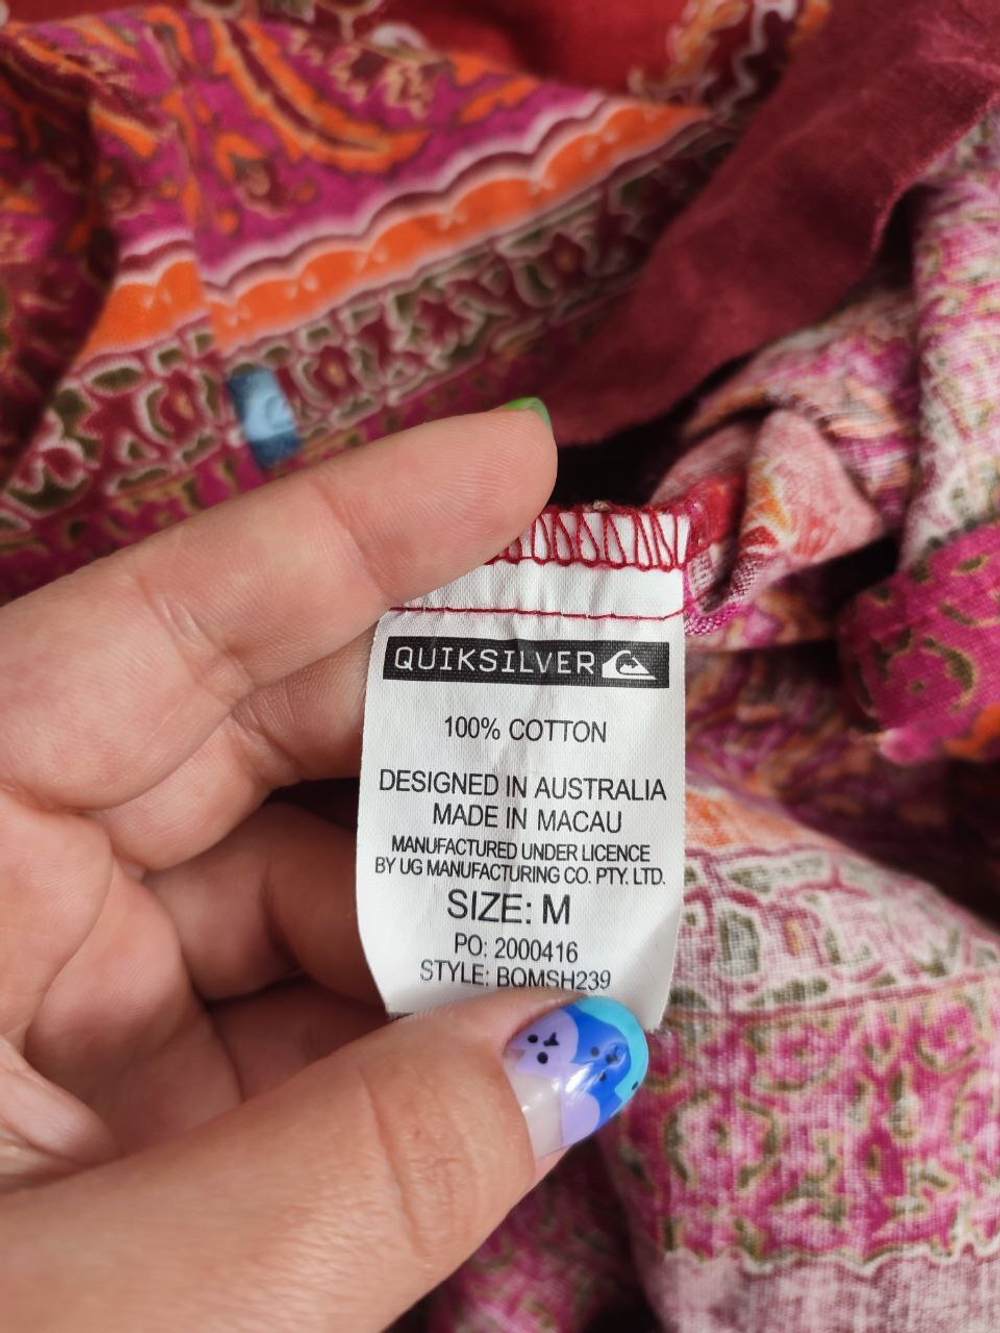 QUIKSILVER
100% COTTON
DESIGNED IN AUSTRALIA
MADE IN MACAU
MANUFACTURED UNDER LICENCE
BY UG MANUFACTURING CO. PTY. LTD.
SIZE: M
PO: 2000416
STYLE: BQMSH239